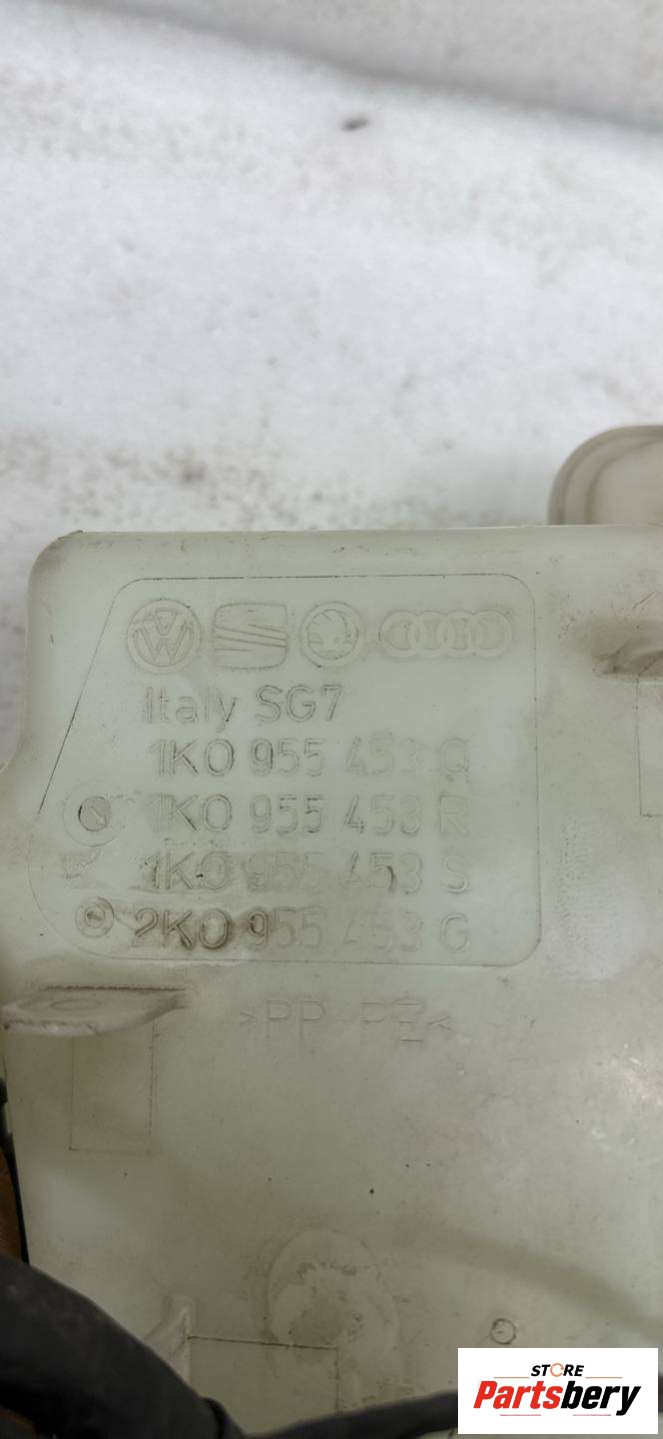 Italy SG7
1K0 955 453 Q
1K0 955 453 R
1K0 955 453 S
2K0 955 453 G
>PP-PE<
STORE
Partsbery